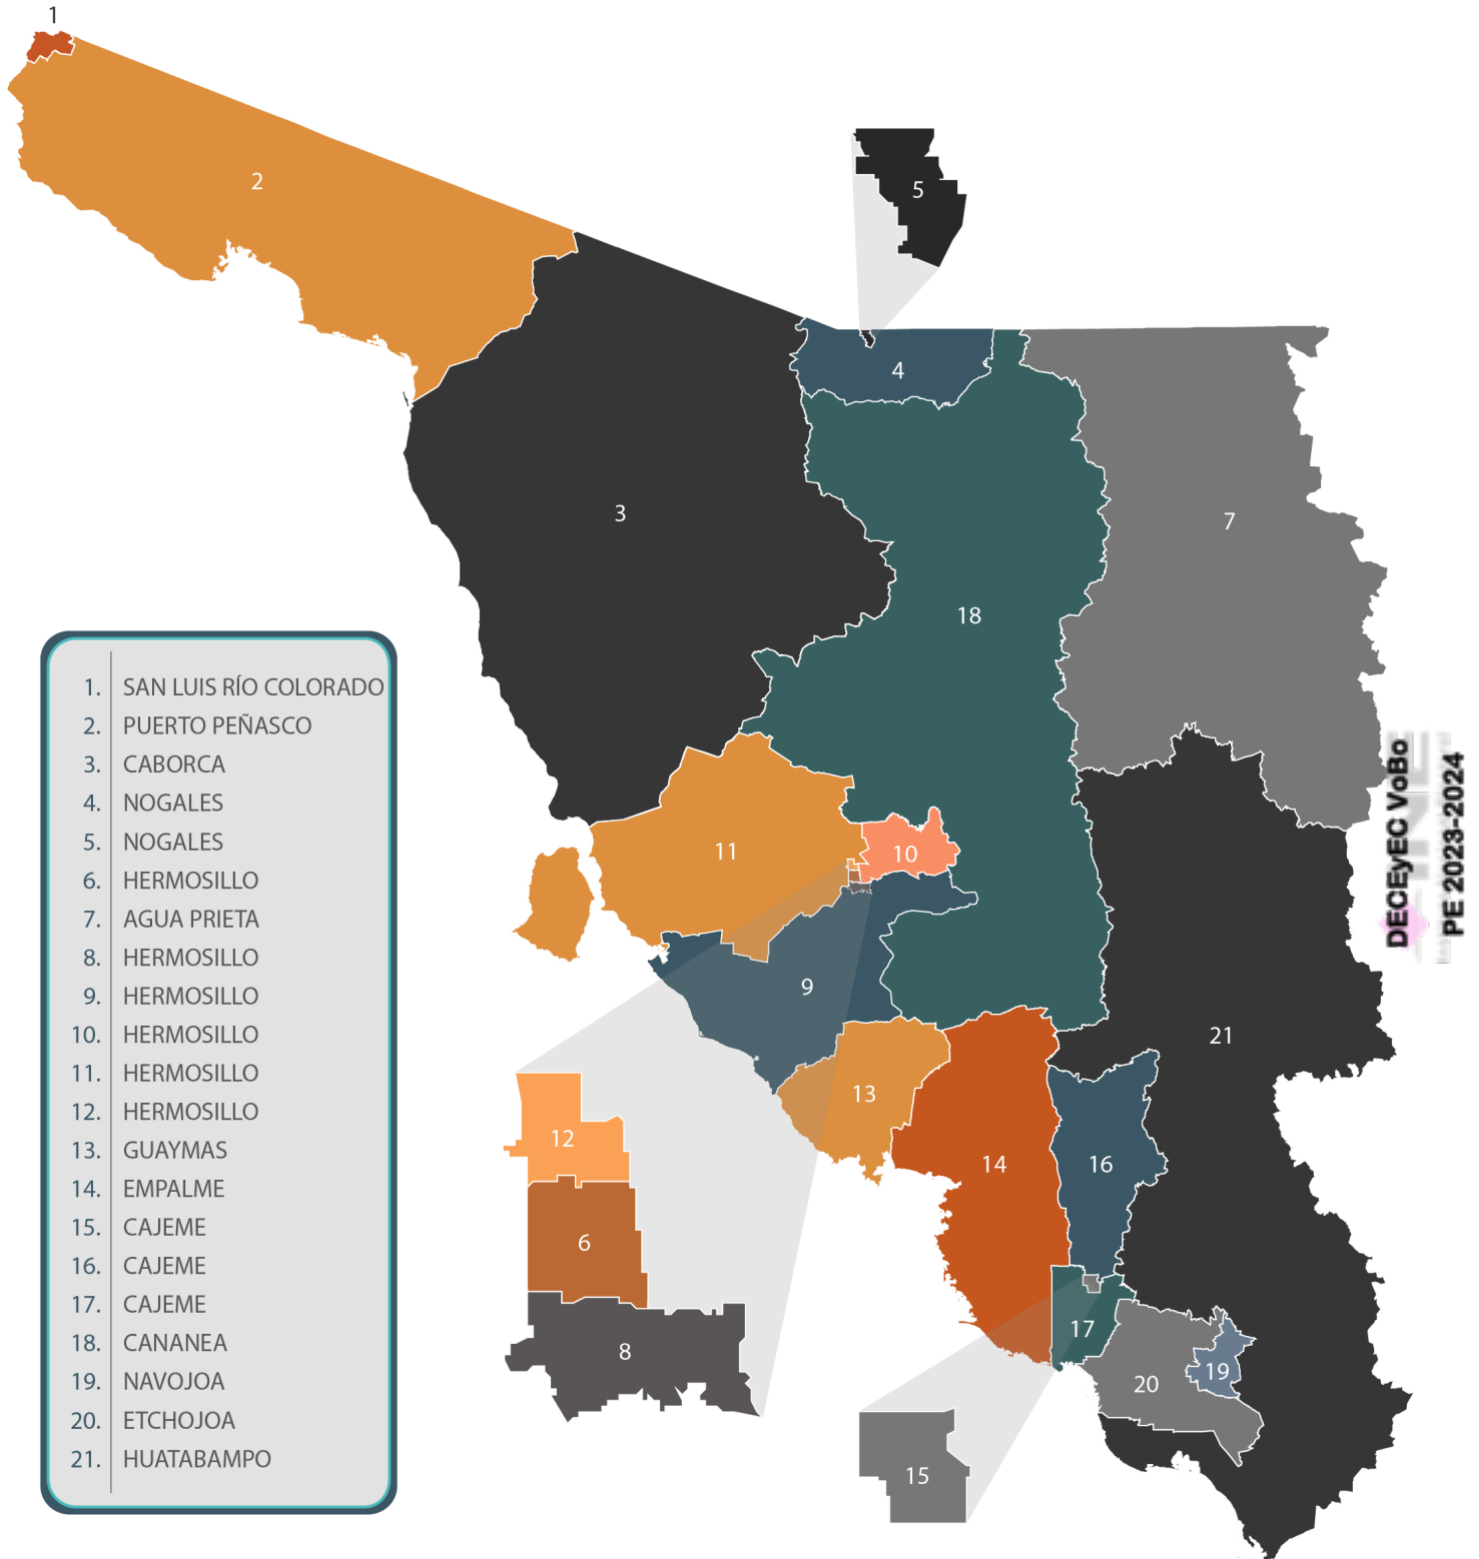 1
2
5
4
3
7
18
11
10
9
21
13
12
14
16
6
17
8
19
20
15
1. SAN LUIS RÍO COLORADO
2. PUERTO PEÑASCO
3. CABORCA
4. NOGALES
5. NOGALES
6. HERMOSILLO
7. AGUA PRIETA
8. HERMOSILLO
9. HERMOSILLO
10. HERMOSILLO
11. HERMOSILLO
12. HERMOSILLO
13. GUAYMAS
14. EMPALME
15. CAJEME
16. CAJEME
17. CAJEME
18. CANANEA
19. NAVOJOA
20. ETCHOJOA
21. HUATABAMPO
DECEyEC VoBo
PE 2023-2024